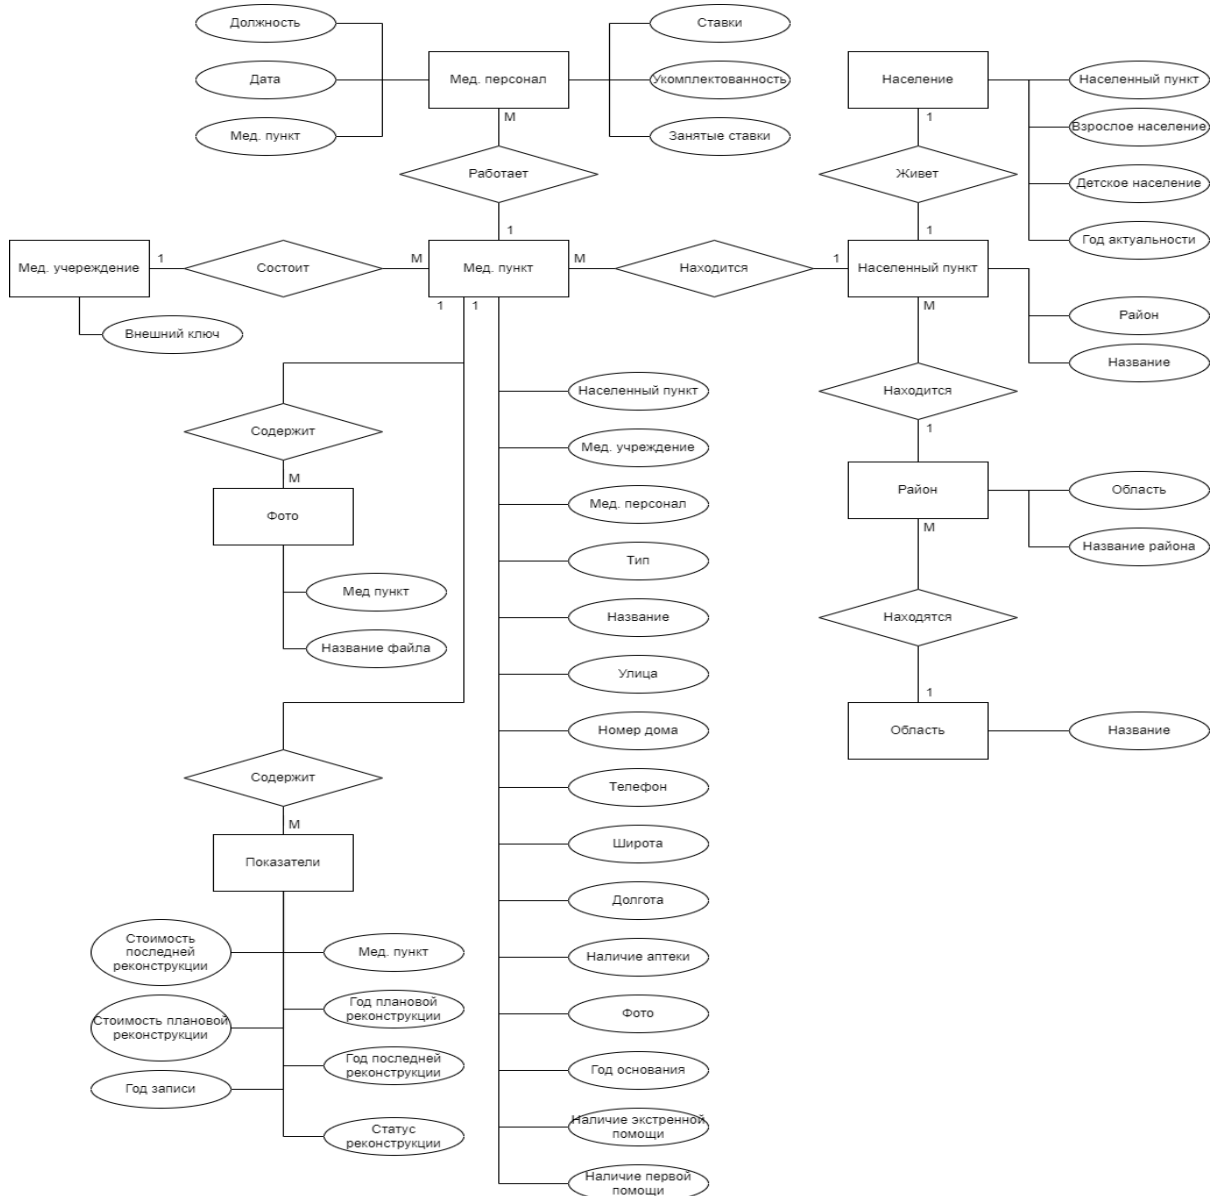 Должность
Ставки
Дата
Мед. персонал
Укомплектованность
Население
Населенный пункт
Мед. пункт
M
Занятые ставки
1
Взрослое население
Работает
Живет
Детское население
1
1
Год актуальности
Мед. учереждение
1
Состоит
M
Мед. пункт
M
Находится
1
Населенный пункт
1
1
M
Внешний ключ
Район
Название
Населенный пункт
Находится
Содержит
1
Мед. учреждение
M
Район
Область
Фото
Мед. персонал
M
Название района
Тип
Мед пункт
Название
Находятся
Название файла
Улица
1
Номер дома
Область
Название
Содержит
Телефон
M
Показатели
Широта
Долгота
Стоимость
последней
реконструкции
Мед. пункт
Наличие аптеки
Стоимость плановой
реконструкции
Год плановой
реконструкции
Фото
Год последней
реконструкции
Год основания
Год записи
Статус
реконструкции
Наличие экстренной
помощи
Наличие первой
помощи